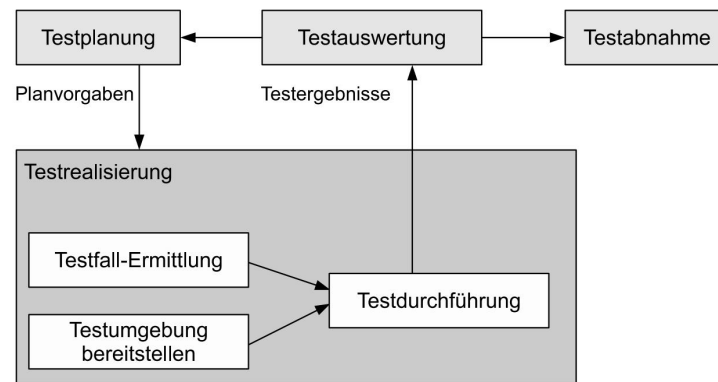 Testplanung
Testauswertung
Testabnahme
Planvorgaben
Testergebnisse
Testrealisierung
Testfall-Ermittlung
Testdurchführung
Testumgebung
bereitstellen